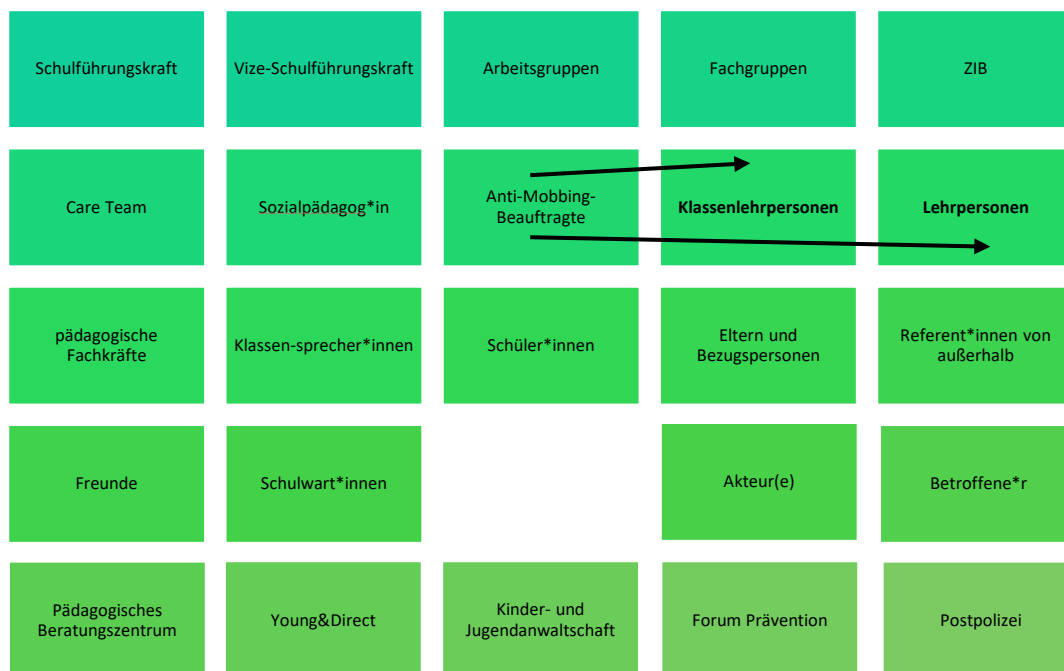 Schulführungskraft
Vize-Schulführungskraft
Arbeitsgruppen
Fachgruppen
ZIB
Care Team
Sozialpädagog*in
Anti-Mobbing-
Beauftragte
Klassenlehrpersonen
Lehrpersonen
pädagogische
Fachkräfte
Klassen-sprecher*innen
Schüler*innen
Eltern und
Bezugspersonen
Referent*innen von
außerhalb
Freunde
Schulwart*innen
Akteur(e)
Betroffene*r
Pädagogisches
Beratungszentrum
Young&Direct
Kinder- und
Jugendanwaltschaft
Forum Prävention
Postpolizei